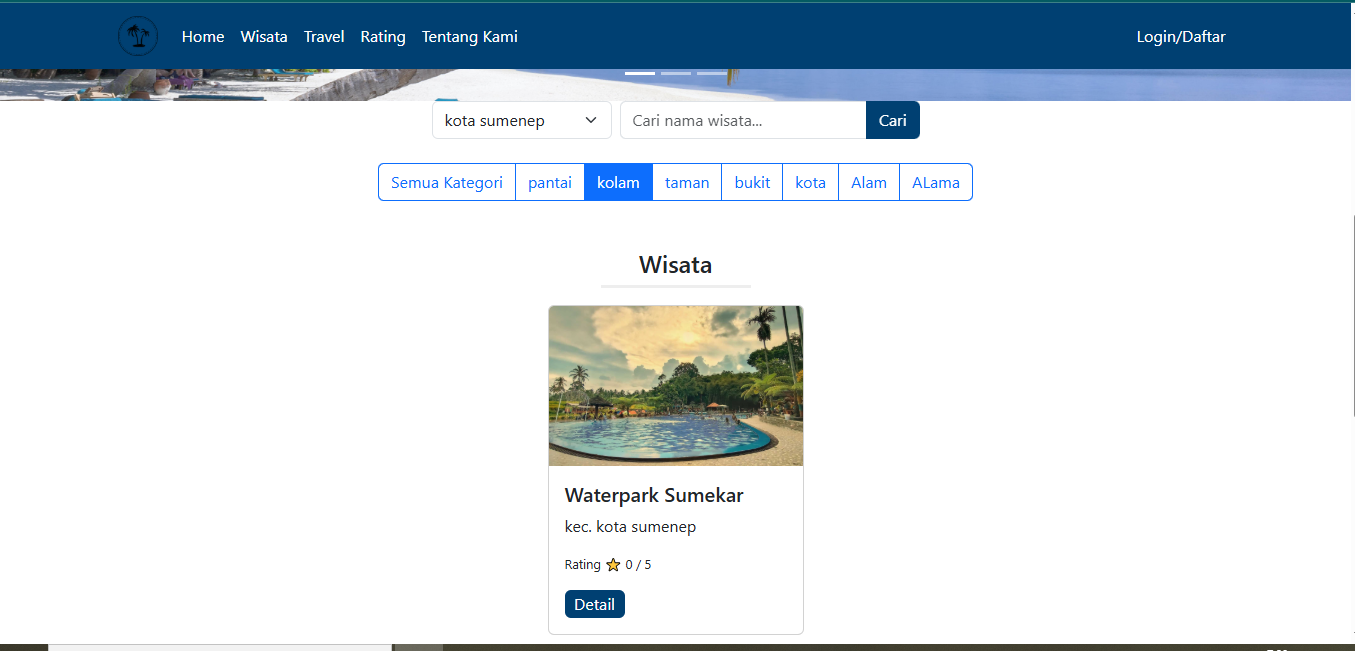 Home Wisata Travel Rating Tentang Kami Login/Daftar
kota sumenep Cari nama wisata... Cari
Semua Kategori pantai kolam taman bukit kota Alam ALama
Wisata
Waterpark Sumekar
kec. kota sumenep
Rating ⭐ 0 / 5
Detail